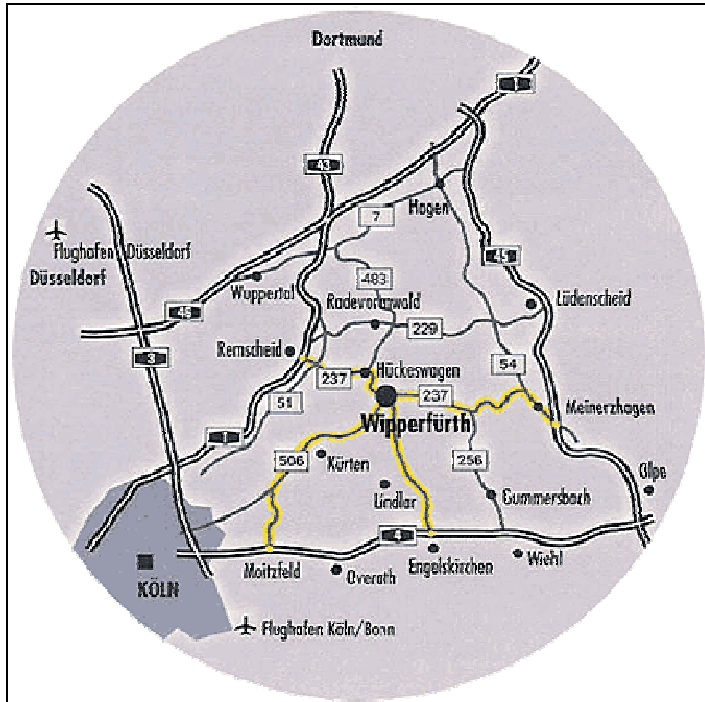 Dortmund
1
43
Hagen
7
Flughafen Düsseldorf
Düsseldorf
45
483
Wuppertal
Radevormwald
Lüdenscheid
46
229
Remscheid
3
Hückeswagen
54
237
237
51
Meinerzhagen
Wipperfürth
1
506
Kürten
256
Olpe
Lindlar
Gummersbach
4
Moitzfeld
Engelskirchen
Wiehl
Overath
KÖLN
Flughafen Köln/Bonn